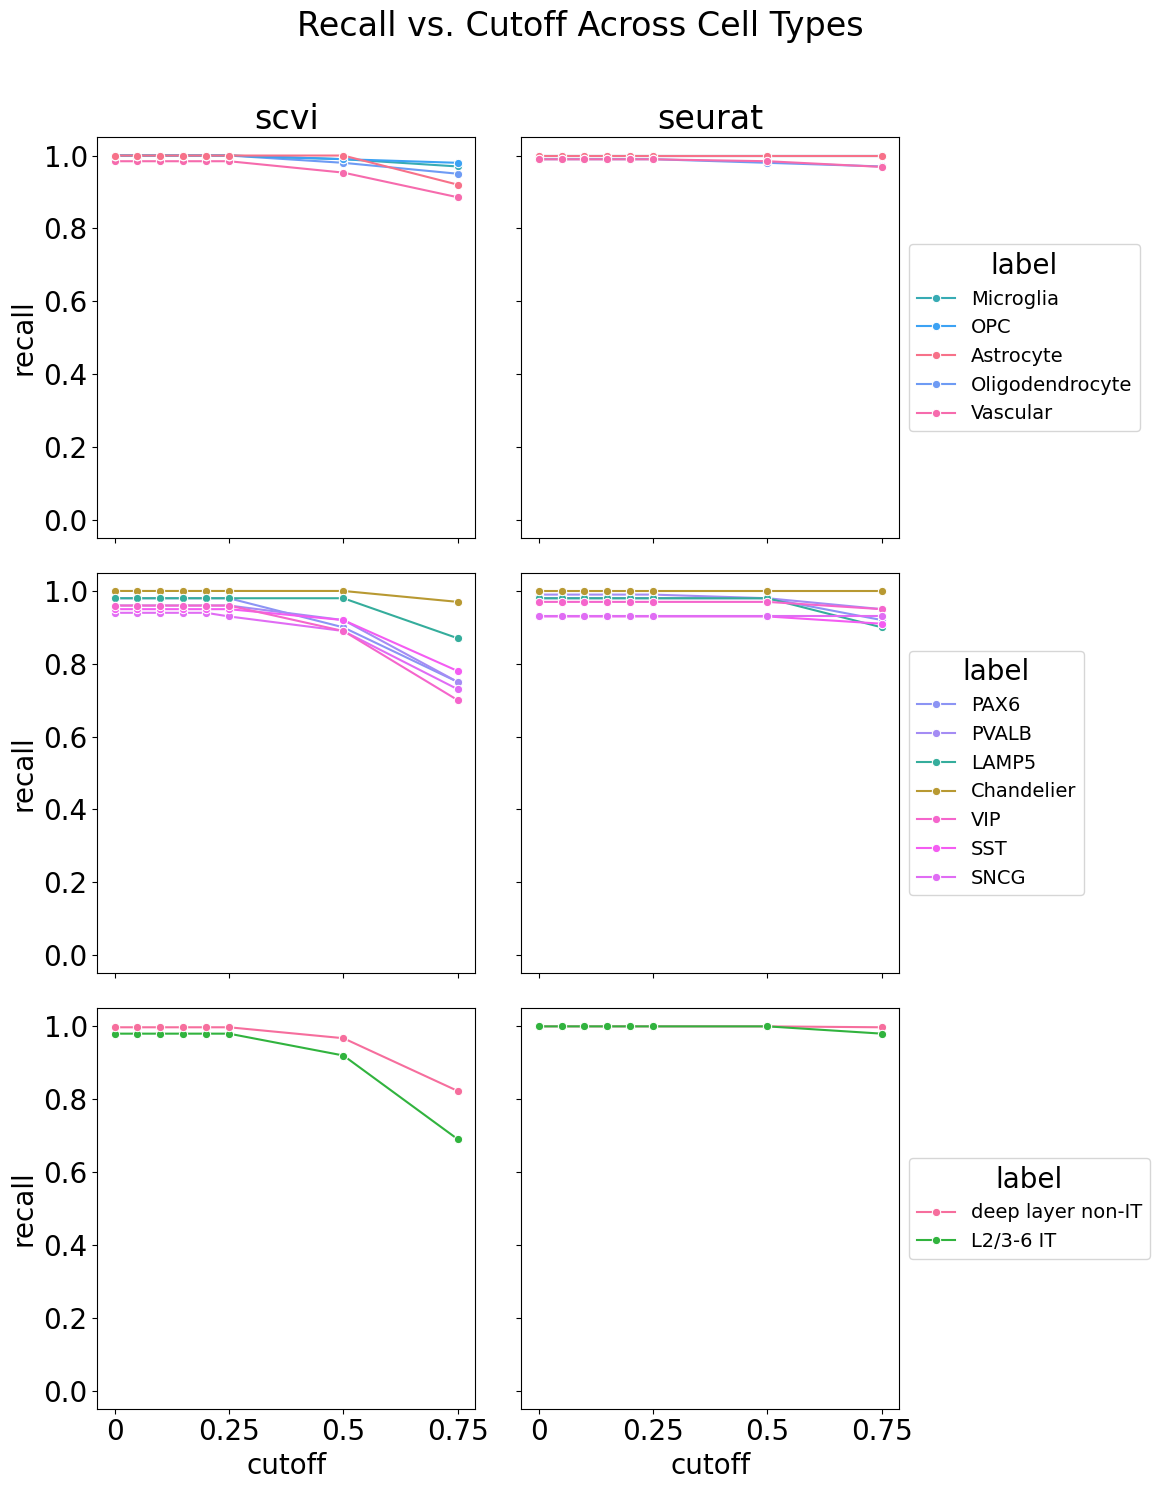 Recall vs. Cutoff Across Cell Types
scvi
seurat
1.0
0.8
0.6
0.4
0.2
0.0
recall
label
Microglia
OPC
Astrocyte
Oligodendrocyte
Vascular
1.0
0.8
0.6
0.4
0.2
0.0
recall
label
PAX6
PVALB
LAMP5
Chandelier
VIP
SST
SNCG
1.0
0.8
0.6
0.4
0.2
0.0
recall
label
deep layer non-IT
L2/3-6 IT
0 0.25 0.5 0.75
cutoff
0 0.25 0.5 0.75
cutoff